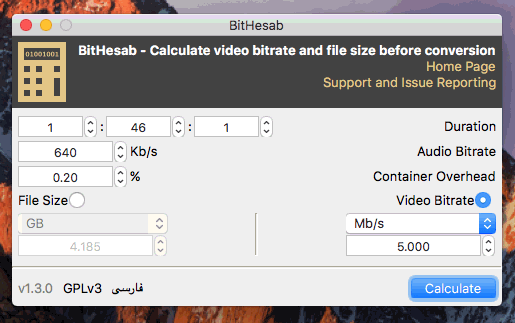 BitHesab
01001001
BitHesab - Calculate video bitrate and file size before conversion
Home Page
Support and Issue Reporting
1 : 46 : 1 Duration
640 Kb/s Audio Bitrate
0.20 % Container Overhead
File Size Video Bitrate
GB Mb/s
4.185 5.000
v1.3.0 GPLv3 فارسی Calculate